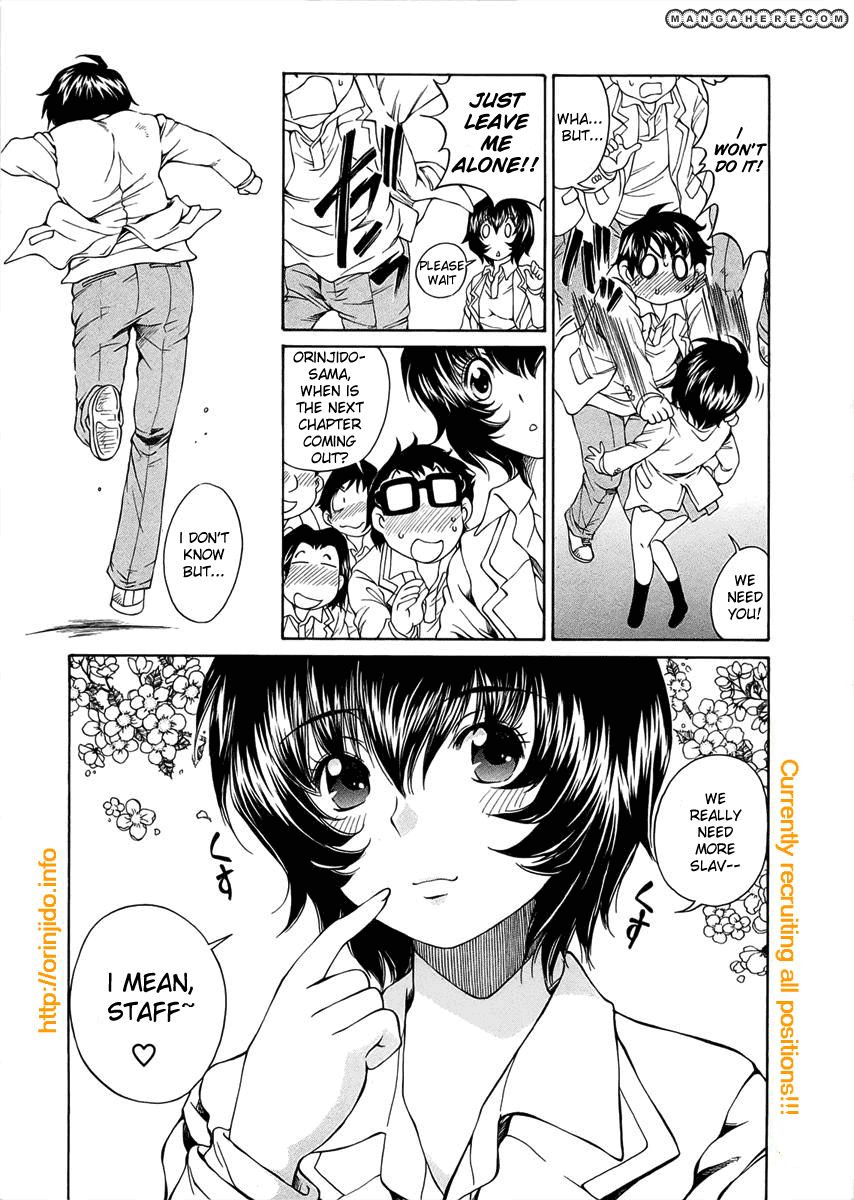 MANGAHERE.COM
I
WON'T
DO IT!
WHA...
BUT...
WE
NEED
YOU!
JUST
LEAVE
ME
ALONE!!
PLEASE
WAIT
ORINJIDO-
SAMA,
WHEN IS
THE NEXT
CHAPTER
COMING
OUT?
I DON'T
KNOW
BUT...
WE
REALLY
NEED
MORE
SLAV--
くす
くす
I MEAN,
STAFF~
♡
http://orinjido.info
Currently recruiting all positions!!!